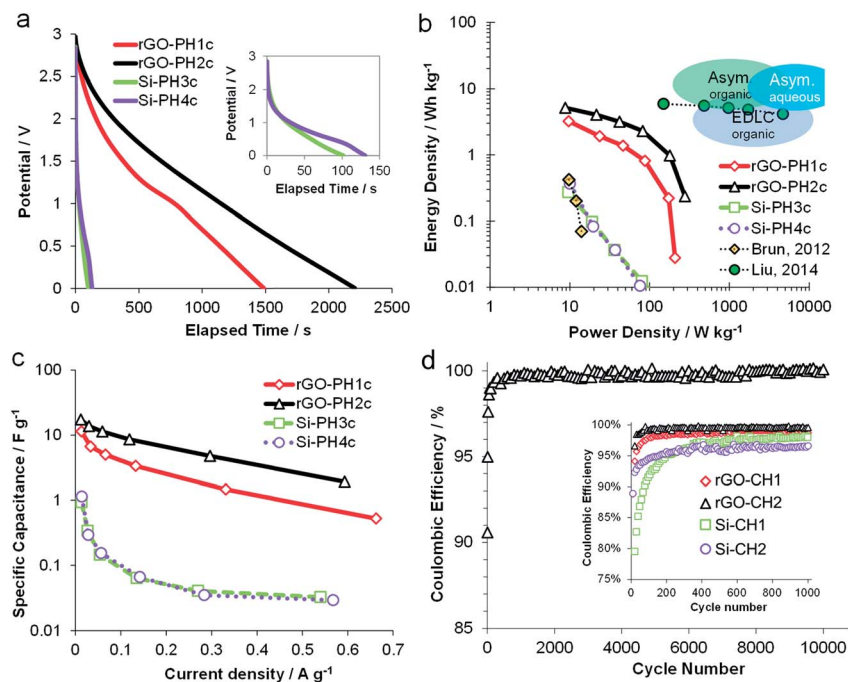 a
3
2.5
2
1.5
1
0.5
0
0 500 1000 1500 2000 2500
Potential / V
Elapsed Time / s
rGO-PH1c
rGO-PH2c
Si-PH3c
Si-PH4c
3
2
1
0
0 50 100 150
Potential / V
Elapsed Time / s
b
10
10
1
0.1
0.01
1 10 100 1000 10000
Energy Density / Wh kg-1
Power Density / W kg-1
Asym.
organic
Asym.
aqueous
EDLC
organic
rGO-PH1c
rGO-PH2c
Si-PH3c
Si-PH4c
Brun, 2012
Liu, 2014
c
100
10
1
0.1
0.01
0 0.1 0.2 0.3 0.4 0.5 0.6 0.7
Specific Capacitance / F g-1
Current density / A g-1
rGO-PH1c
rGO-PH2c
Si-PH3c
Si-PH4c
d
100
95
90
85
0 2000 4000 6000 8000 10000
Coulombic Efficiency / %
Cycle Number
100%
95%
90%
85%
80%
75%
0 200 400 600 800 1000
Coulombic Efficiency
Cycle number
rGO-CH1
rGO-CH2
Si-CH1
Si-CH2